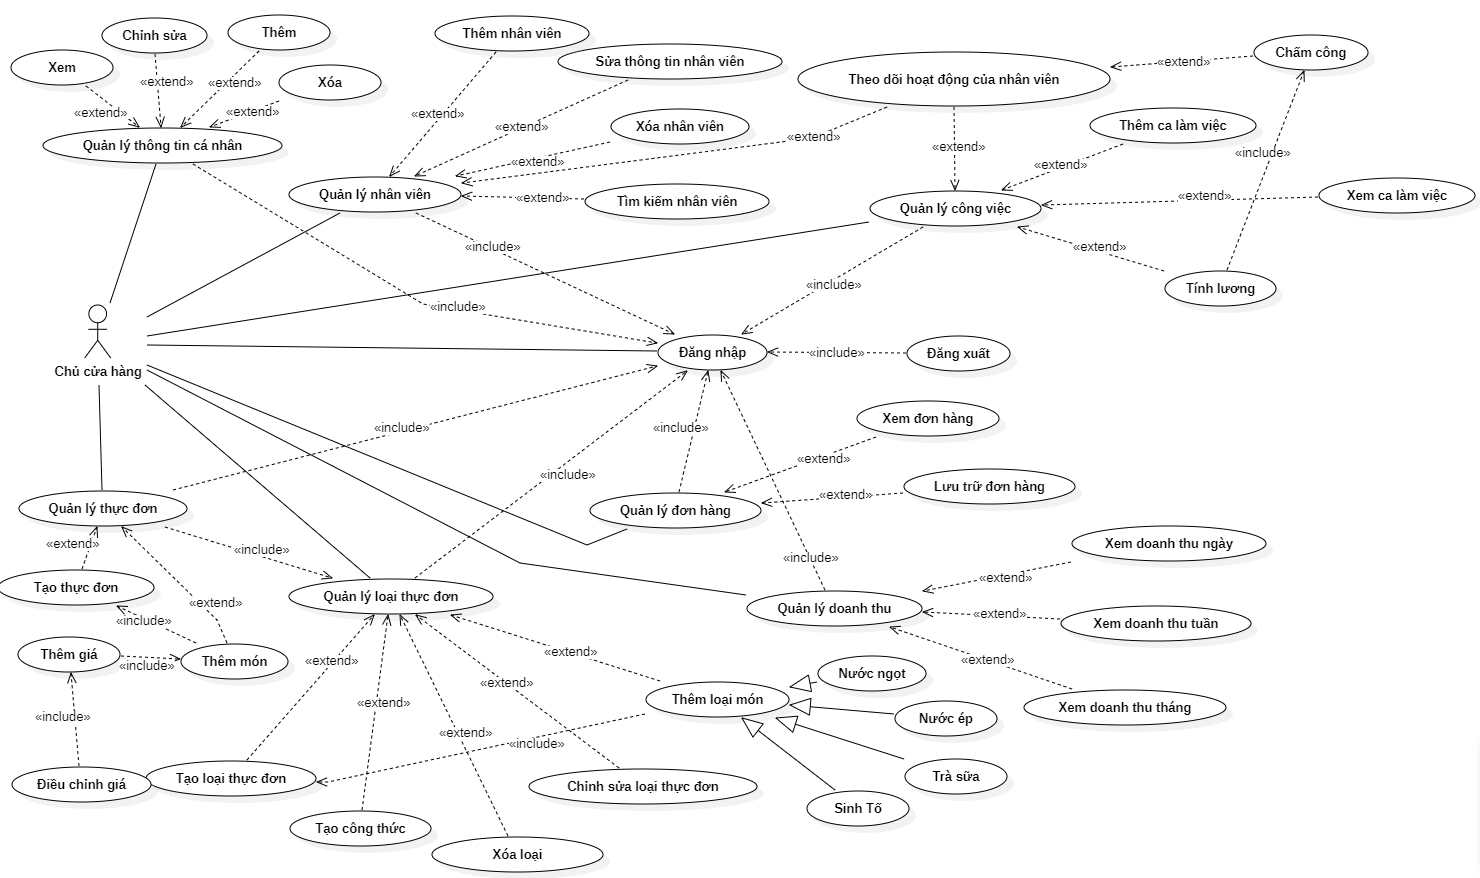 Chỉnh sửa
Thêm
Thêm nhân viên
Xem
Xóa
Sửa thông tin nhân viên
Theo dõi hoạt động của nhân viên
Chấm công
«extend»
«extend»
«extend»
«extend»
«extend»
«extend»
Quản lý thông tin cá nhân
«extend»
Xóa nhân viên
«extend»
Thêm ca làm việc
«extend»
«include»
«extend»
«extend»
Quản lý nhân viên
«extend»
Tìm kiếm nhân viên
Quản lý công việc
«extend»
Xem ca làm việc
«include»
«extend»
«include»
Tính lương
«include»
Chủ cửa hàng
Đăng nhập
«include»
Đăng xuất
«include»
«include»
Xem đơn hàng
«extend»
«include»
Lưu trữ đơn hàng
«extend»
Quản lý thực đơn
Quản lý đơn hàng
«extend»
«include»
«include»
Xem doanh thu ngày
«extend»
Tạo thực đơn
«extend»
Quản lý loại thực đơn
Quản lý doanh thu
«extend»
Xem doanh thu tuần
«include»
Thêm giá
«include»
Thêm món
«extend»
«extend»
«extend»
Nước ngọt
«extend»
Thêm loại món
Xem doanh thu tháng
«include»
«extend»
«extend»
«include»
Nước ép
Điều chỉnh giá
Tạo loại thực đơn
Chỉnh sửa loại thực đơn
Trà sữa
Sinh Tố
Tạo công thức
Xóa loại